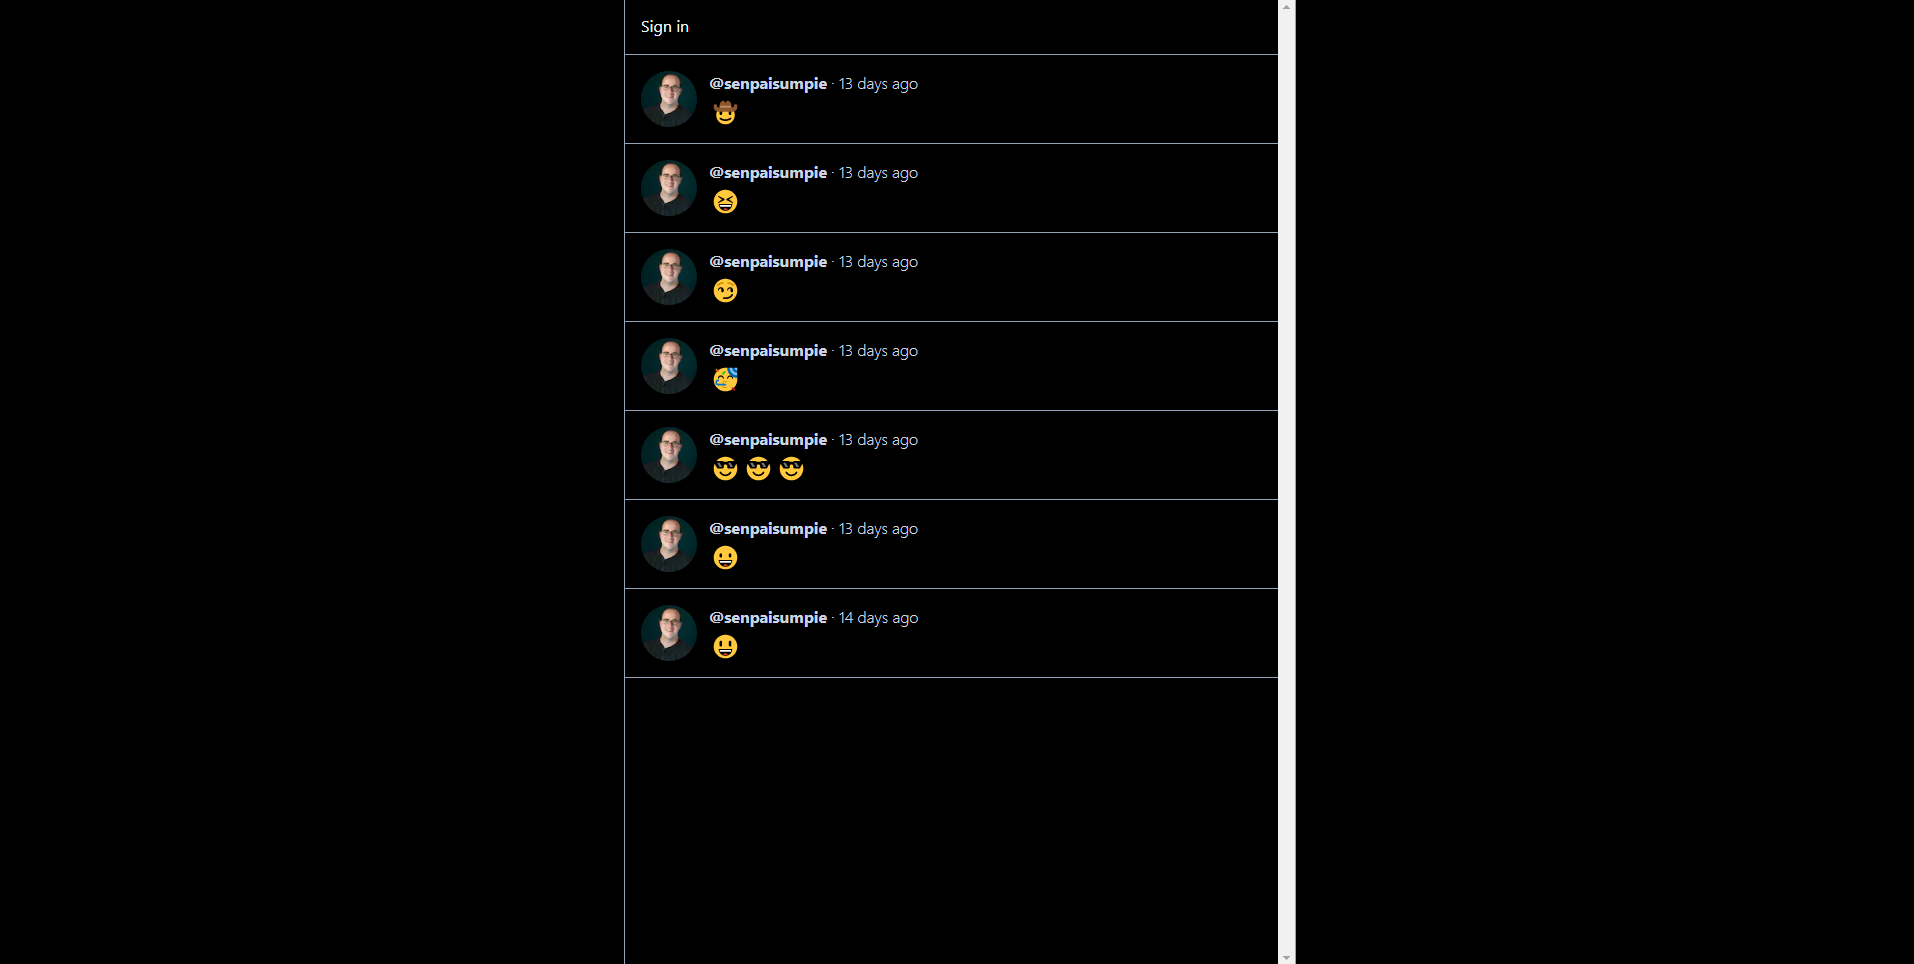 Sign in
@senpaisumpie · 13 days ago
🤠
@senpaisumpie · 13 days ago
😆
@senpaisumpie · 13 days ago
😏
@senpaisumpie · 13 days ago
🥳
@senpaisumpie · 13 days ago
😎 😎 😎
@senpaisumpie · 13 days ago
😀
@senpaisumpie · 14 days ago
😃